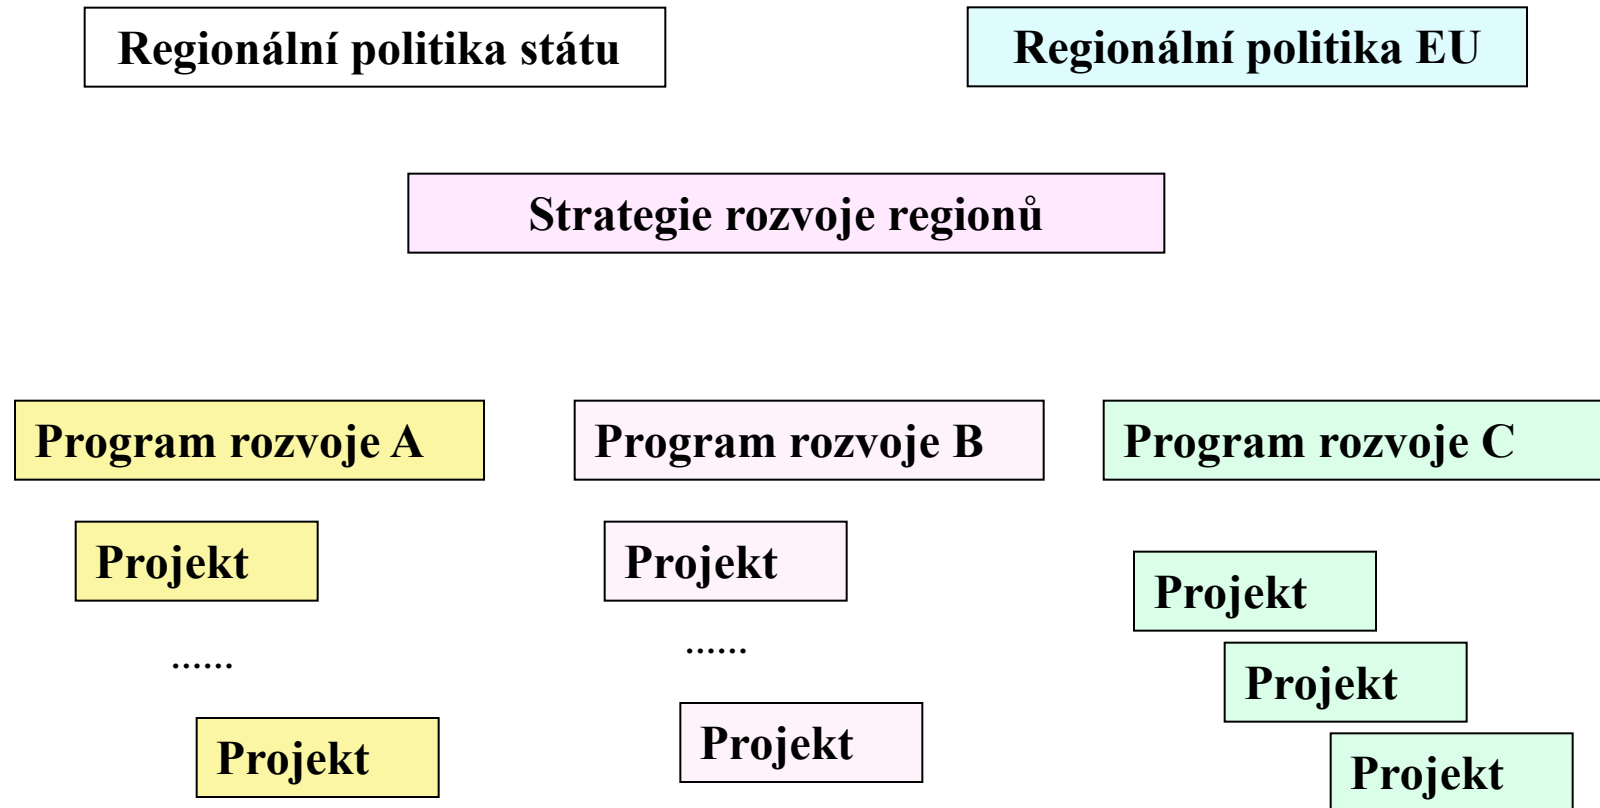 Regionální politika státu
Regionální politika EU
Strategie rozvoje regionů
Program rozvoje A
Program rozvoje B
Program rozvoje C
Projekt
......
Projekt
Projekt
......
Projekt
Projekt
Projekt
Projekt